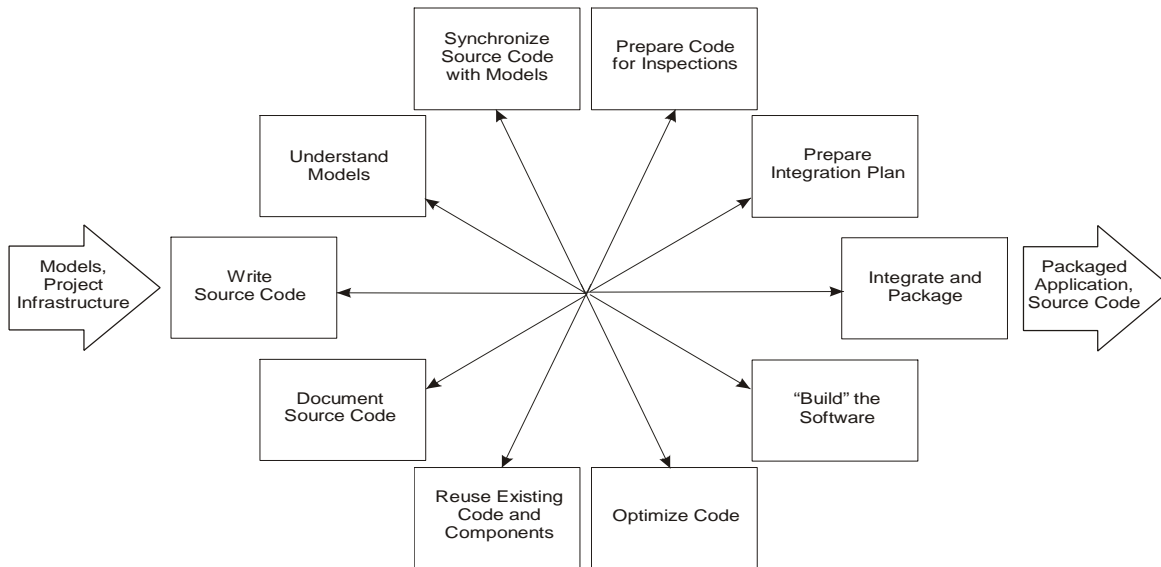 Synchronize
Source Code
with Models
Prepare Code
for Inspections
Understand
Models
Prepare
Integration Plan
Models,
Project
Infrastructure
Write
Source Code
Integrate and
Package
Packaged
Application,
Source Code
Document
Source Code
“Build” the
Software
Reuse Existing
Code and
Components
Optimize Code